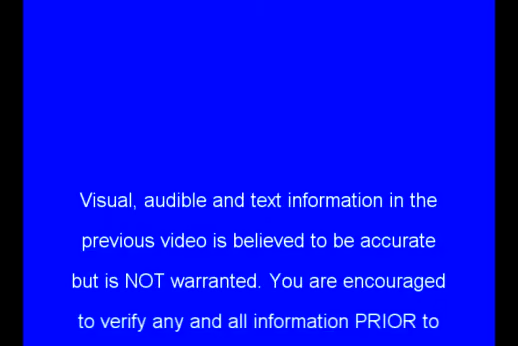 Visual, audible and text information in the
previous video is believed to be accurate
but is NOT warranted. You are encouraged
to verify any and all information PRIOR to